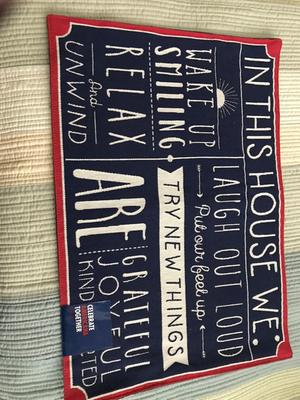 IN THIS HOUSE WE:
WAKE UP
SMILING
RELAX
And
UNWIND
LAUGH OUT LOUD
Put our feet up
TRY NEW THINGS
ARE
GRATEFUL
JOYFUL
KIND
CELEBRATE
TOGETHER